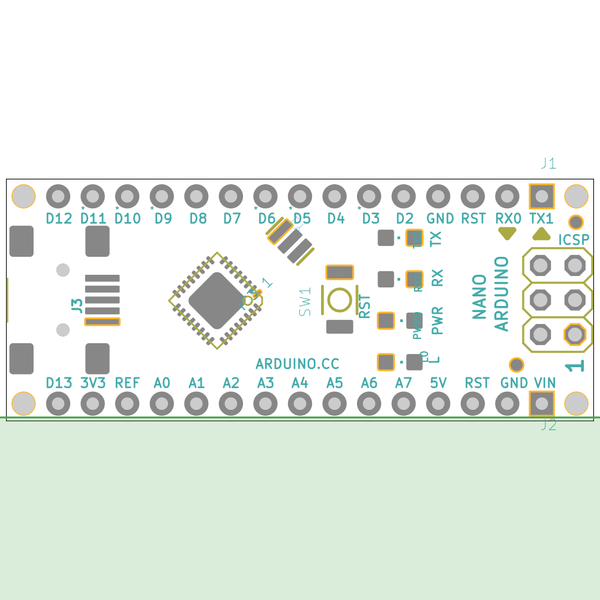 J1
D12 D11 D10 D9 D8 D7 D6 D5 D4 D3 D2 GND RST RX0 TX1
TX
ICSP
RX
NANO
ARDUINO
J3
1
SW1
RST
PWR
L
1
ARDUINO.CC
D13 3V3 REF A0 A1 A2 A3 A4 A5 A6 A7 5V RST GND VIN
J2